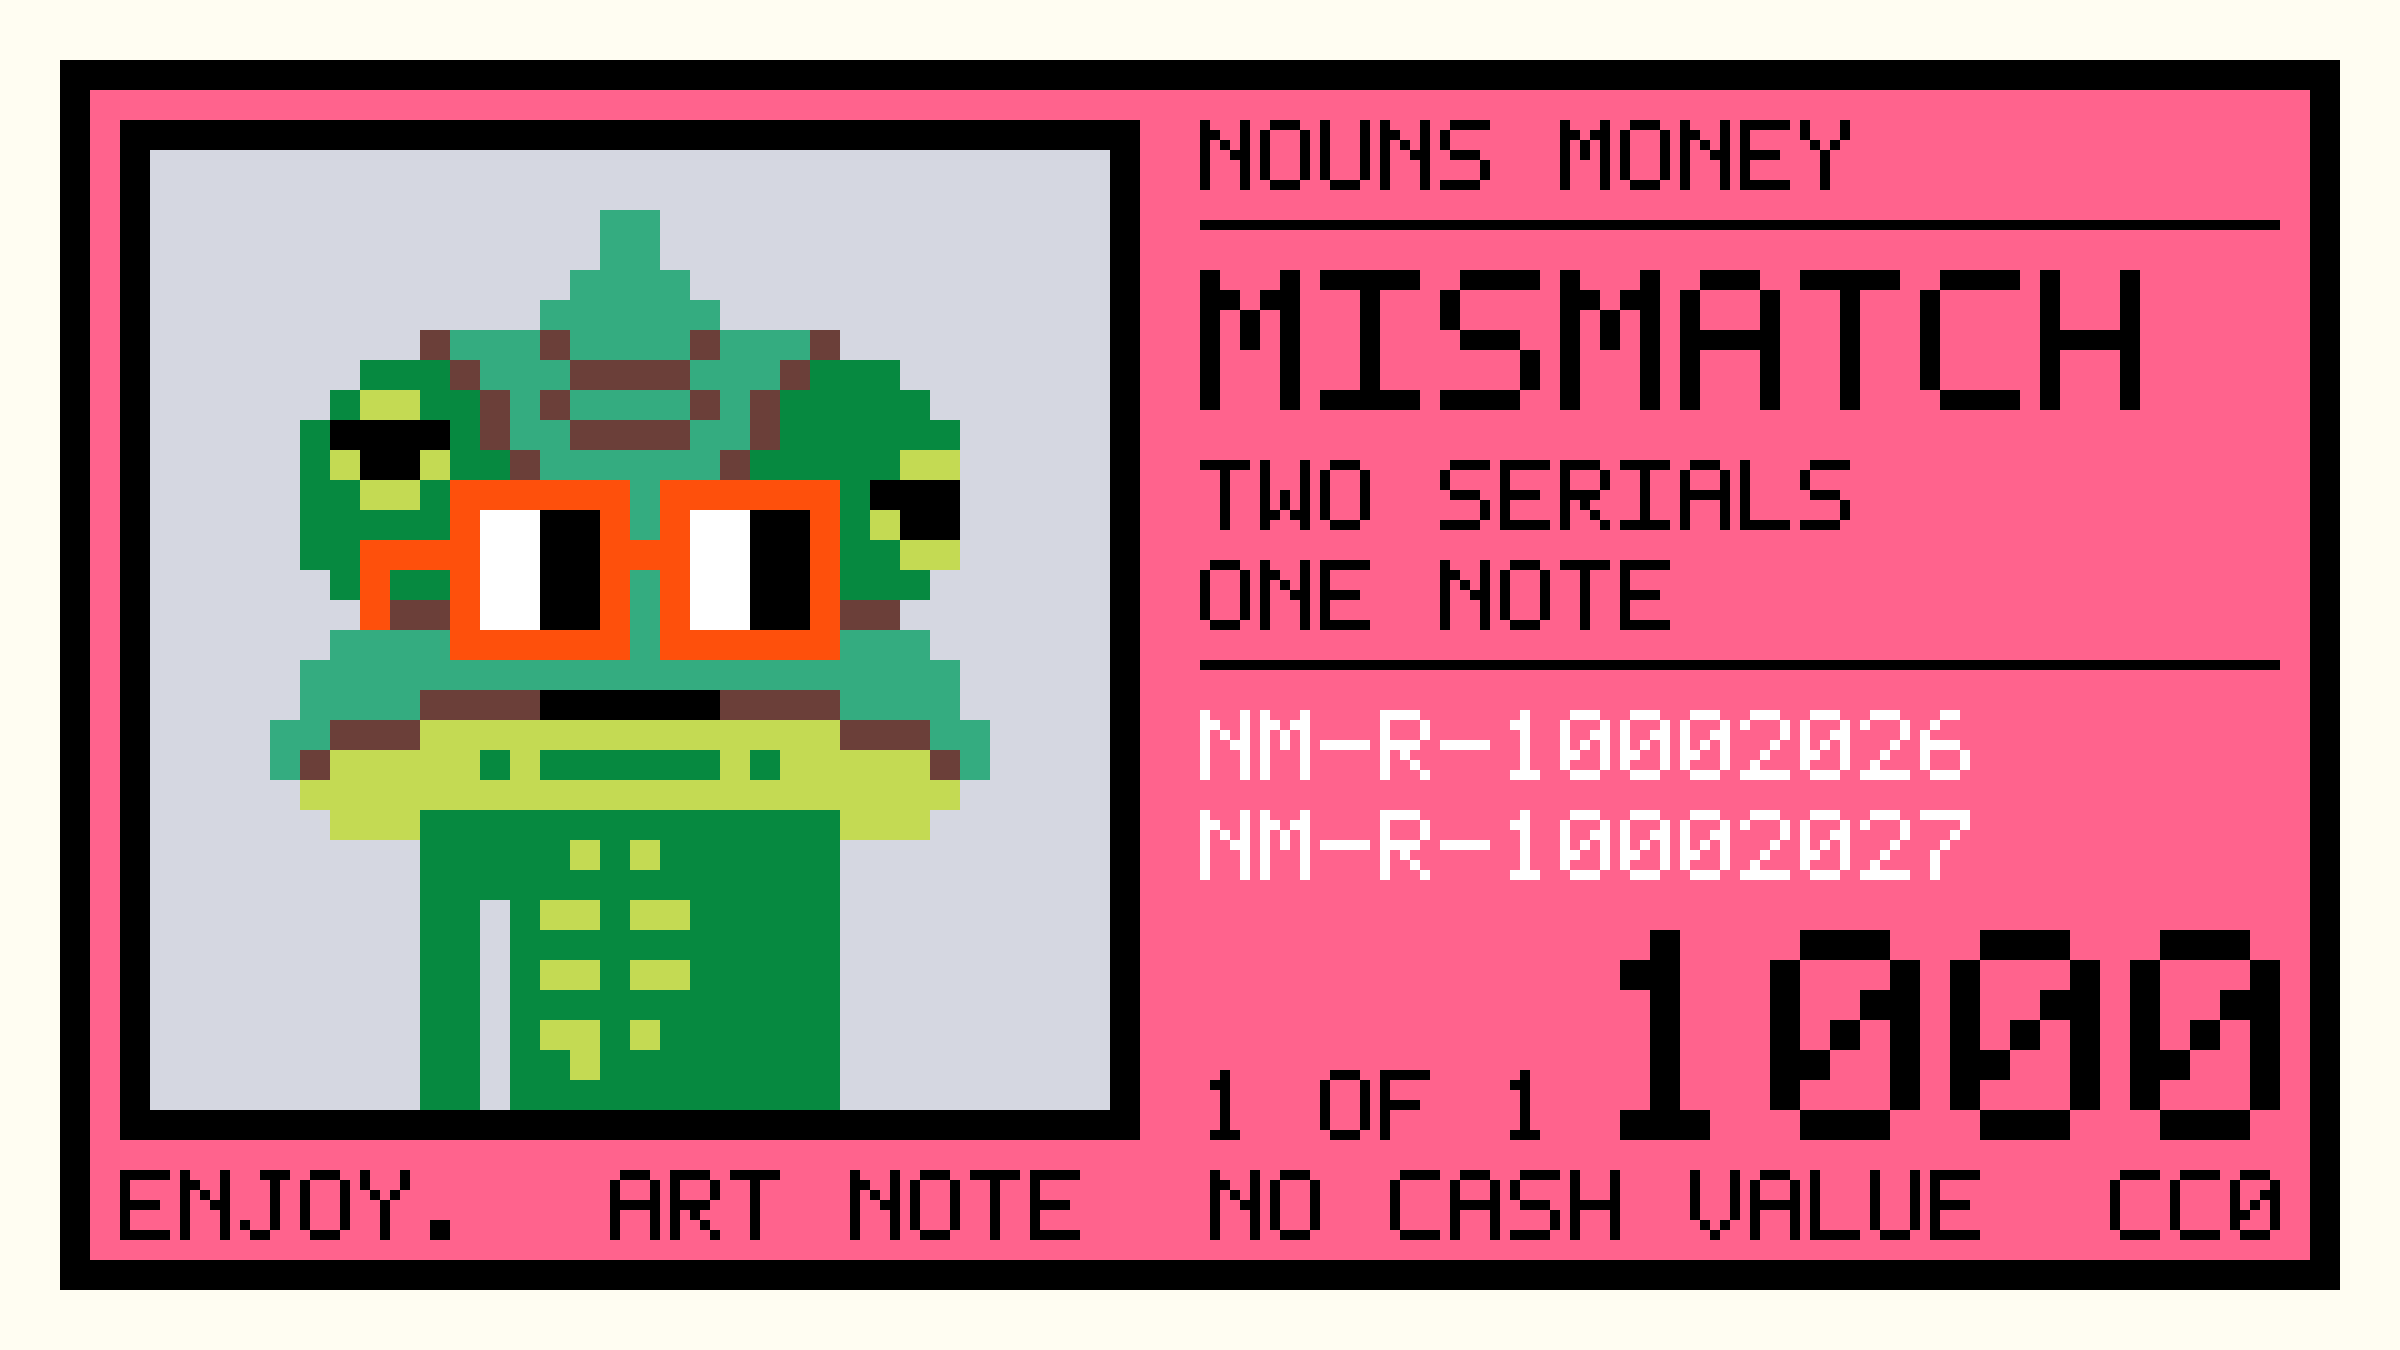 NOUNS MONEY
MISMATCH
TWO SERIALS
ONE NOTE
NM-R-10002026
NM-R-10002027
1 OF 1 1000
ENJOY. ART NOTE NO CASH VALUE CC0